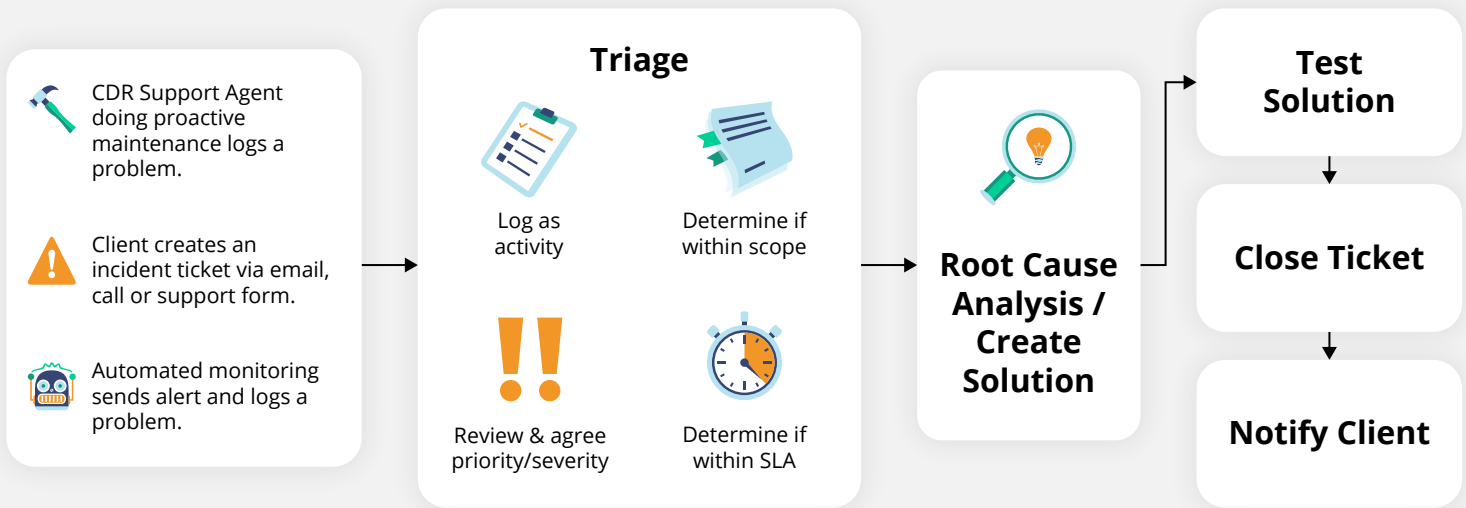 CDR Support Agent
doing proactive
maintenance logs a
problem.
Client creates an
incident ticket via email,
call or support form.
Automated monitoring
sends alert and logs a
problem.
Triage
Log as
activity
Determine if
within scope
Review & agree
priority/severity
Determine if
within SLA
Root Cause
Analysis /
Create
Solution
Test
Solution
Close Ticket
Notify Client